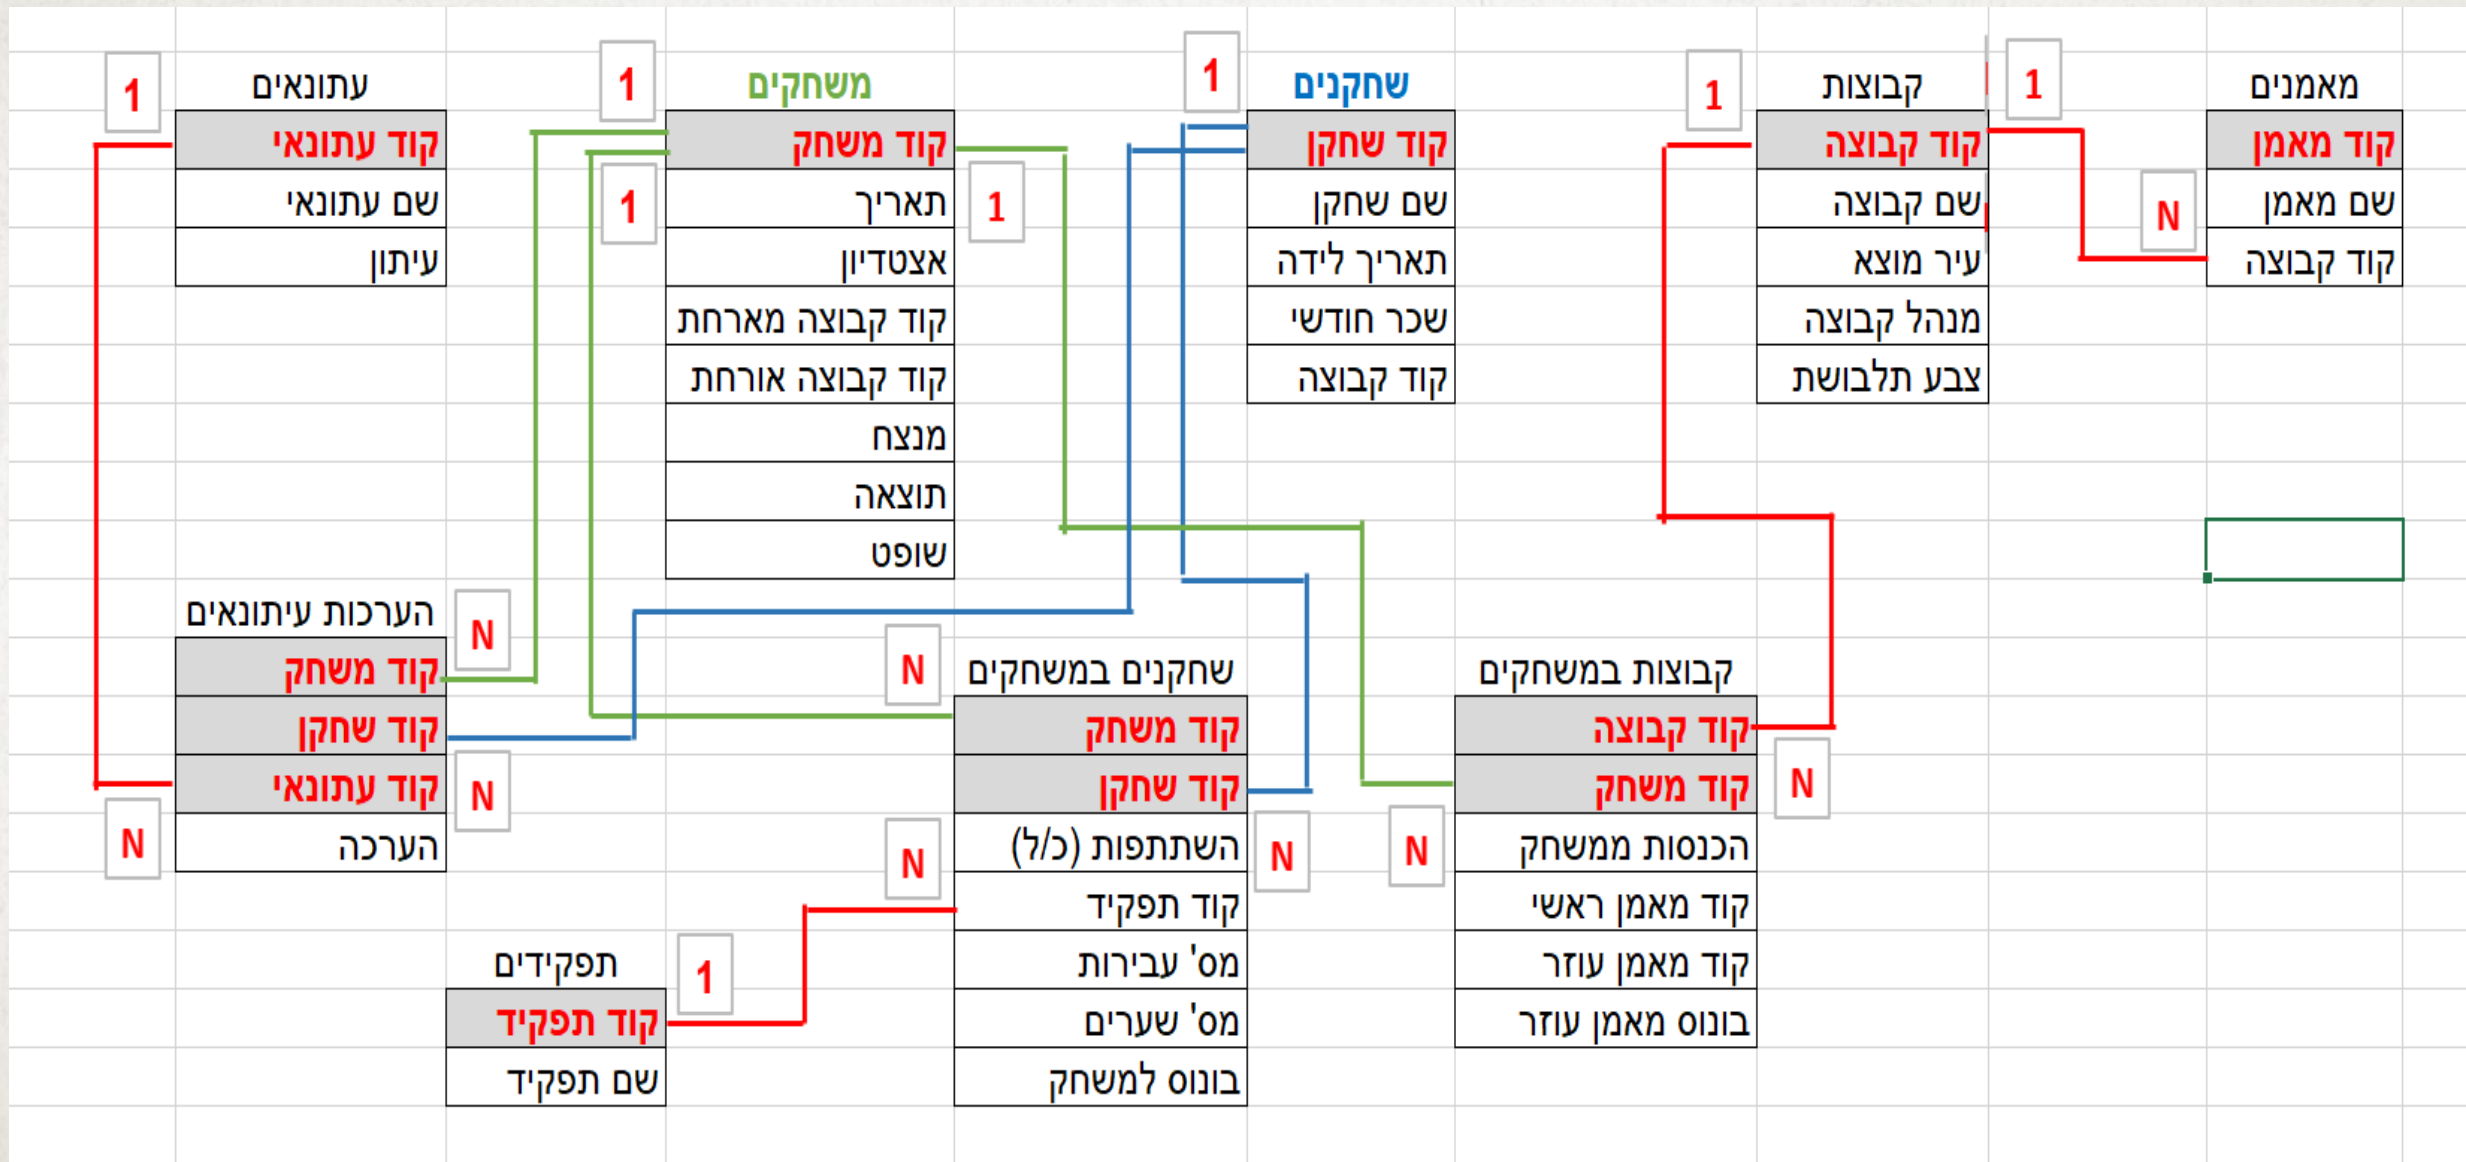 מאמנים
קוד מאמן
שם מאמן
קוד קבוצה
1
N
קבוצות
קוד קבוצה
שם קבוצה
עיר מוצא
מנהל קבוצה
צבע תלבושת
1
שחקנים
קוד שחקן
שם שחקן
תאריך לידה
שכר חודשי
קוד קבוצה
1
משחקים
קוד משחק
תאריך
אצטדיון
קוד קבוצה מארחת
קוד קבוצה אורחת
מנצח
תוצאה
שופט
1
1
1
עתונאים
קוד עתונאי
שם עתונאי
עיתון
1
קבוצות במשחקים
קוד קבוצה
קוד משחק
הכנסות ממשחק
קוד מאמן ראשי
קוד מאמן עוזר
בונוס מאמן עוזר
N
N
שחקנים במשחקים
קוד משחק
קוד שחקן
השתתפות (כ/ל)
קוד תפקיד
מס' עבירות
מס' שערים
בונוס למשחק
N
N
N
הערכות עיתונאים
קוד משחק
קוד שחקן
קוד עתונאי
הערכה
N
N
N
תפקידים
קוד תפקיד
שם תפקיד
1